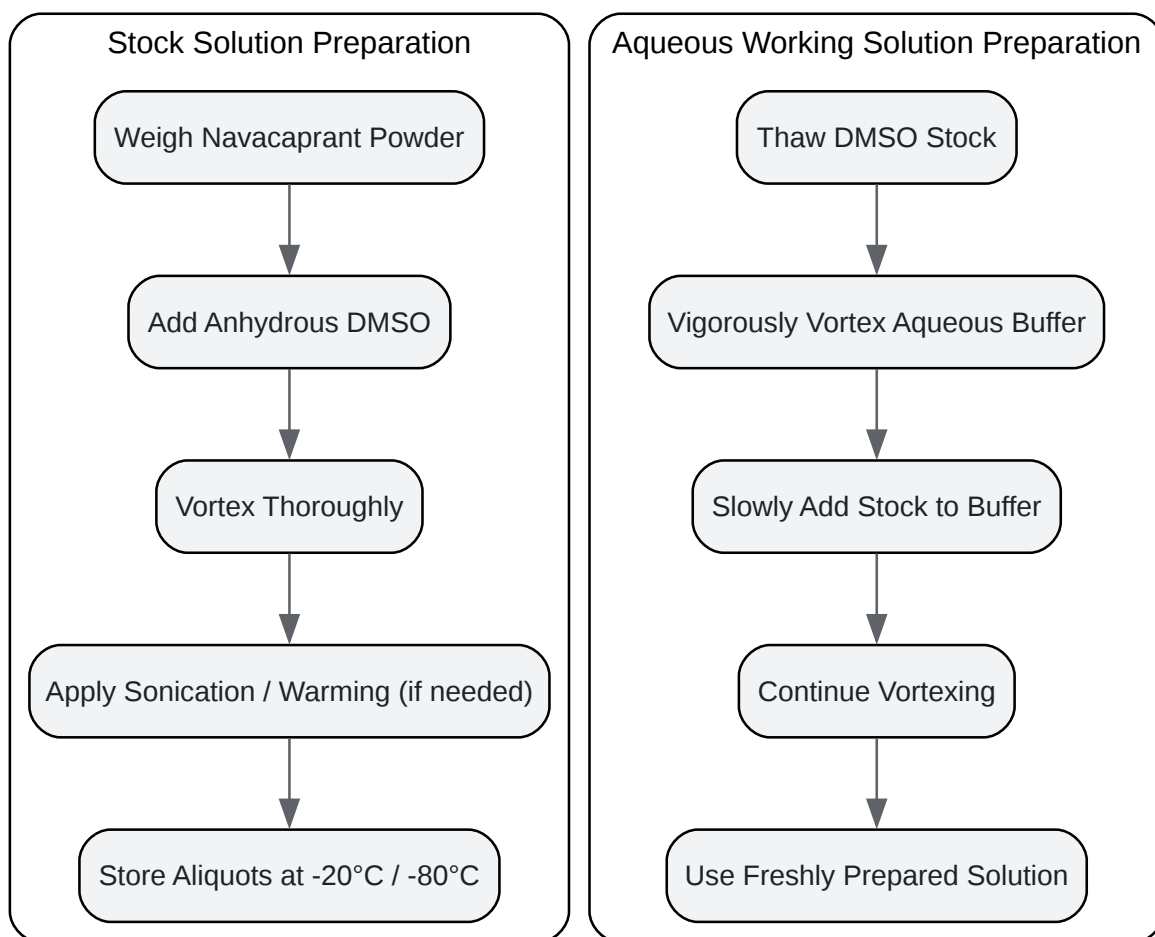 Stock Solution Preparation
Weigh Navacaprant Powder
Add Anhydrous DMSO
Vortex Thoroughly
Apply Sonication / Warming (if needed)
Store Aliquots at -20°C / -80°C
Aqueous Working Solution Preparation
Thaw DMSO Stock
Vigorously Vortex Aqueous Buffer
Slowly Add Stock to Buffer
Continue Vortexing
Use Freshly Prepared Solution